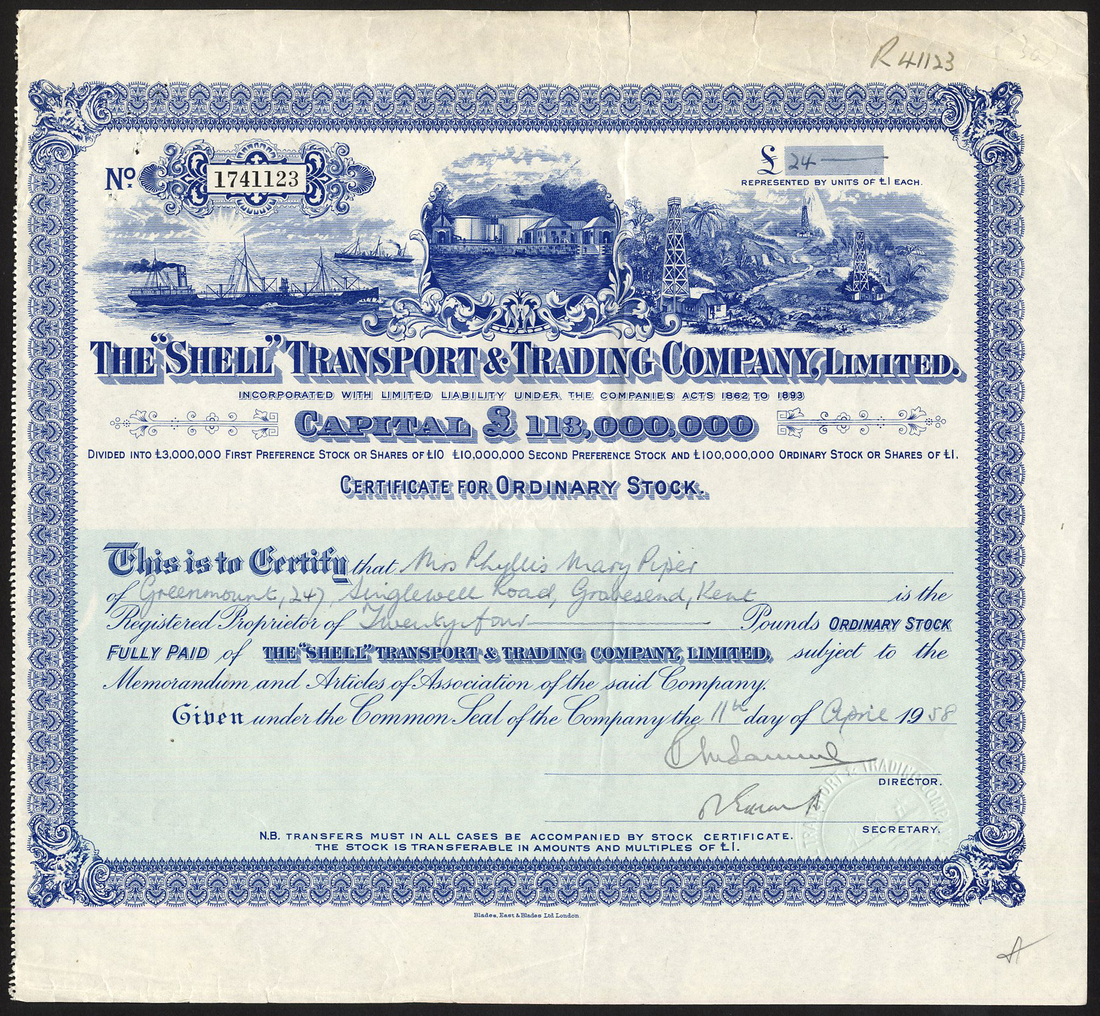 R 41123
No. 1741123
£ 24
REPRESENTED BY UNITS OF £1 EACH.
THE "SHELL" TRANSPORT & TRADING COMPANY, LIMITED.
INCORPORATED WITH LIMITED LIABILITY UNDER THE COMPANIES ACTS 1862 TO 1893
CAPITAL £ 113,000,000
DIVIDED INTO £3,000,000 FIRST PREFERENCE STOCK OR SHARES OF £10 £10,000,000 SECOND PREFERENCE STOCK AND £100,000,000 ORDINARY STOCK OR SHARES OF £1.
CERTIFICATE FOR ORDINARY STOCK.
This is to Certify that Mrs Phyllis Mary Piper
of Greenmount, 247, Singlewell Road, Gravesend, Kent is the
Registered Proprietor of Twenty four Pounds ORDINARY STOCK
FULLY PAID of THE "SHELL" TRANSPORT & TRADING COMPANY, LIMITED, subject to the
Memorandum and Articles of Association of the said Company.
Given under the Common Seal of the Company the 11th day of April 1958
DIRECTOR.
SECRETARY.
TRANSPORT & TRADING COMPANY
N.B. TRANSFERS MUST IN ALL CASES BE ACCOMPANIED BY STOCK CERTIFICATE.
THE STOCK IS TRANSFERABLE IN AMOUNTS AND MULTIPLES OF £1.
Blades, East & Blades Ltd London.